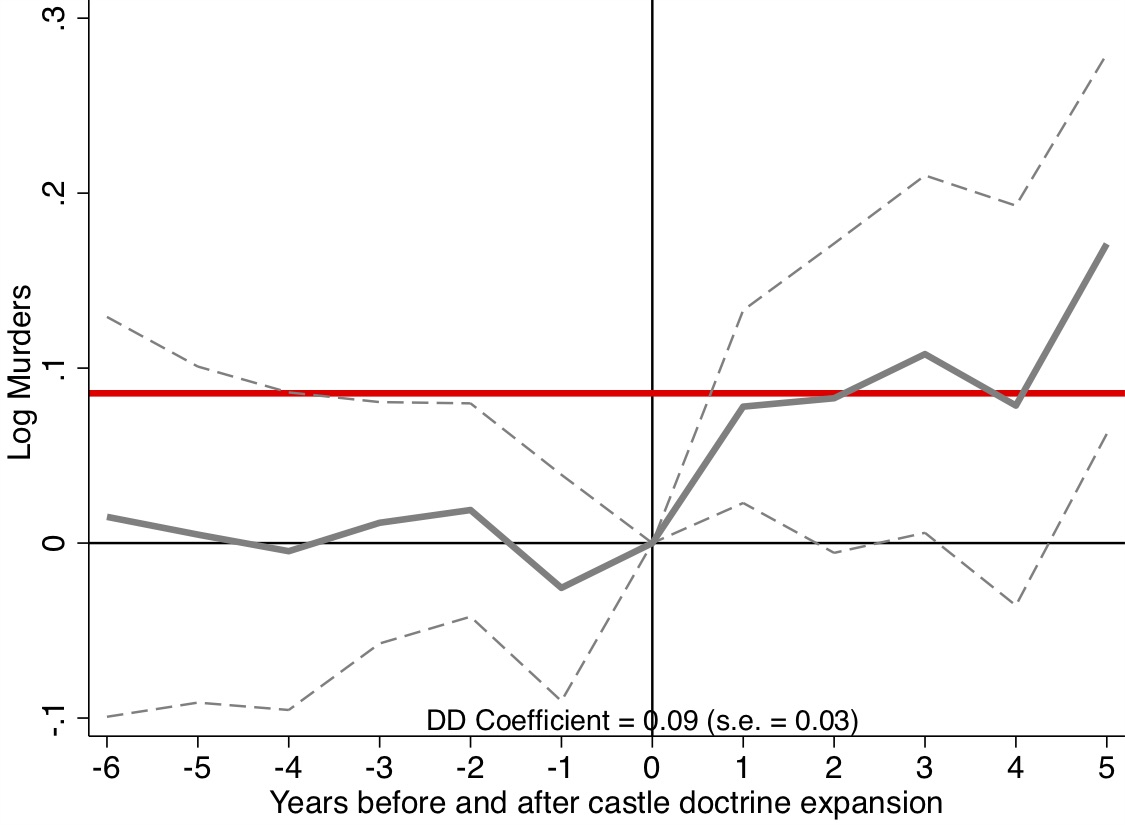 .3
.2
.1
0
-.1
Log Murders
DD Coefficient = 0.09 (s.e. = 0.03)
-6 -5 -4 -3 -2 -1 0 1 2 3 4 5
Years before and after castle doctrine expansion